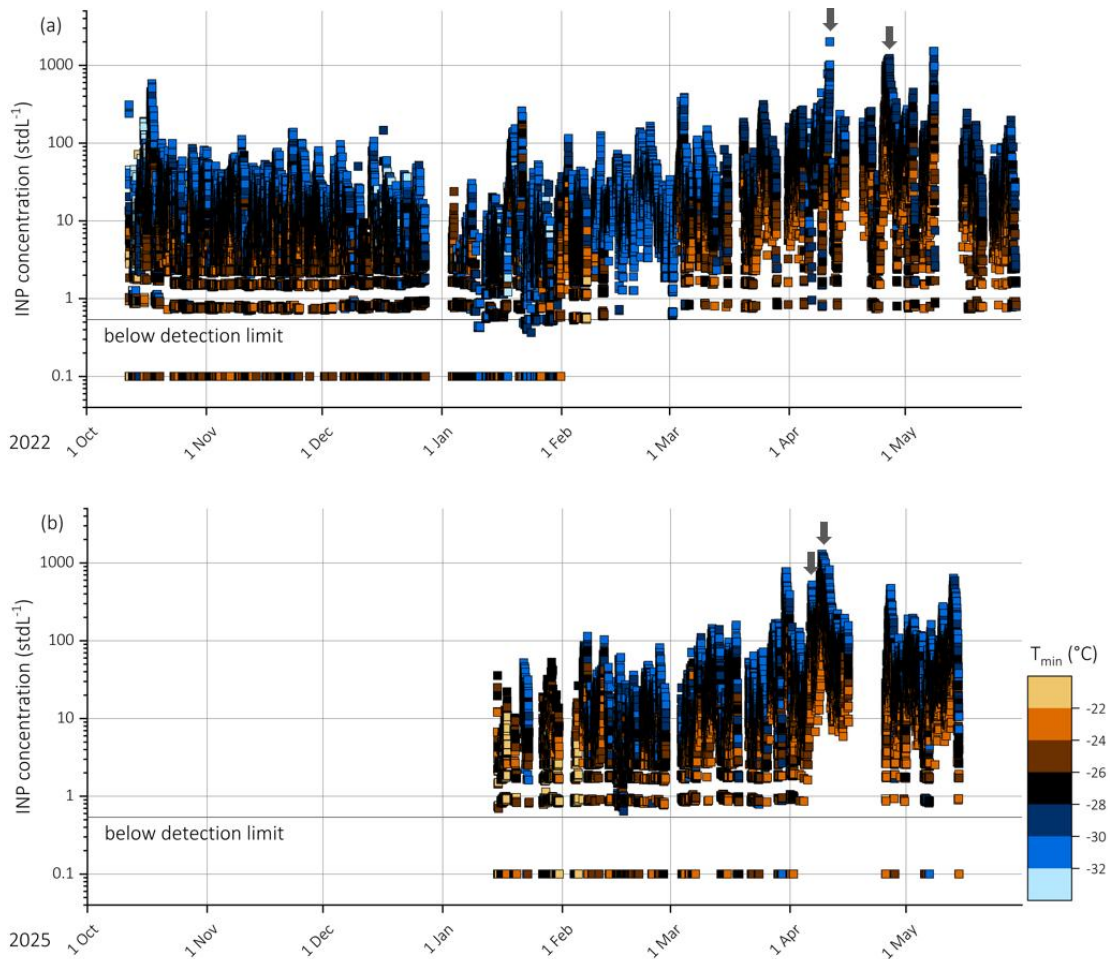 (a)
INP concentration (stdL⁻¹)
1000
100
10
1
0.1
below detection limit
2022
1 Oct
1 Nov
1 Dec
1 Jan
1 Feb
1 Mar
1 Apr
1 May
(b)
INP concentration (stdL⁻¹)
1000
100
10
1
0.1
below detection limit
2025
1 Oct
1 Nov
1 Dec
1 Jan
1 Feb
1 Mar
1 Apr
1 May
Tmin (°C)
-22
-24
-26
-28
-30
-32